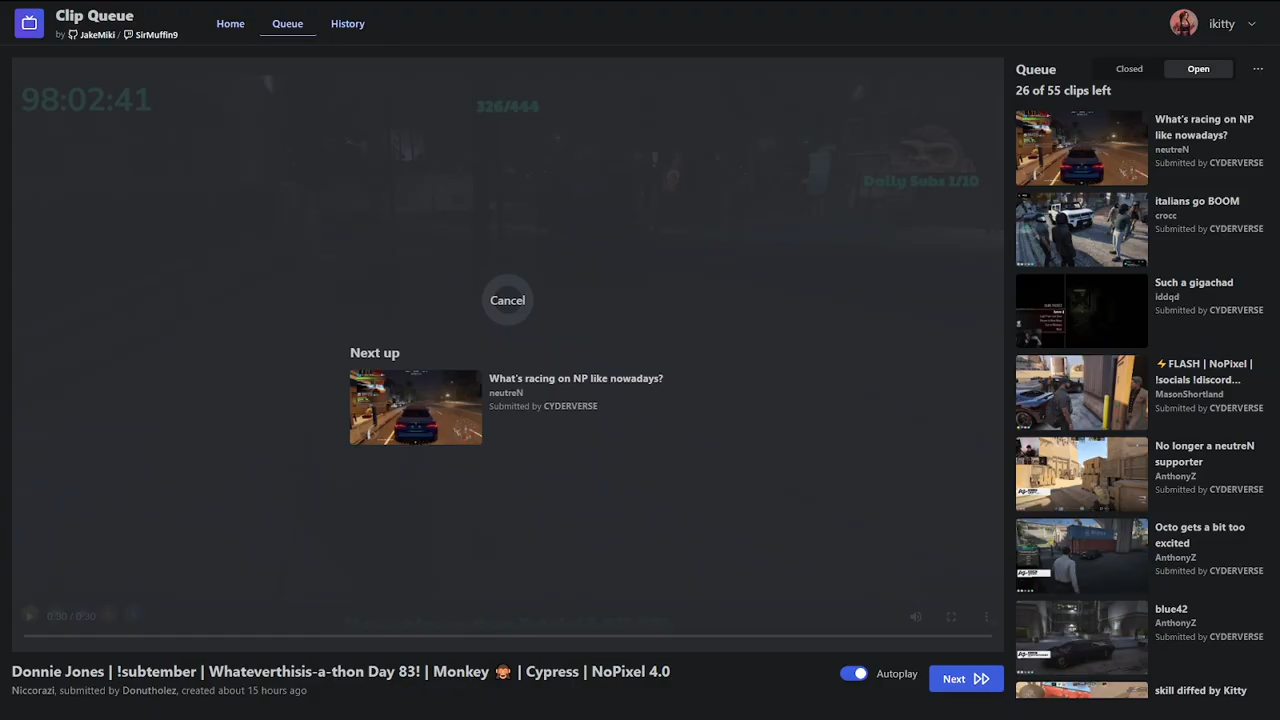 Clip Queue
by JakeMiki / SirMuffin9
Home
Queue
History
ikitty
98:02:41
326/444
Daily Subs 1/10
Cancel
Next up
What's racing on NP like nowadays?
neutreN
Submitted by CYDERVERSE
0:30 / 0:30
Donnie Jones | !subtember | Whateverthisis-a-thon Day 83! | Monkey 🐵 | Cypress | NoPixel 4.0
Niccorazi, submitted by Donutholez, created about 15 hours ago
Autoplay
Next
Queue
Closed
Open
26 of 55 clips left
What's racing on NP
like nowadays?
neutreN
Submitted by CYDERVERSE
italians go BOOM
crocc
Submitted by CYDERVERSE
Such a gigachad
iddqd
Submitted by CYDERVERSE
⚡FLASH | NoPixel |
!socials !discord...
MasonShortland
Submitted by CYDERVERSE
No longer a neutreN
supporter
AnthonyZ
Submitted by CYDERVERSE
Octo gets a bit too
excited
AnthonyZ
Submitted by CYDERVERSE
blue42
AnthonyZ
Submitted by CYDERVERSE
skill diffed by Kitty